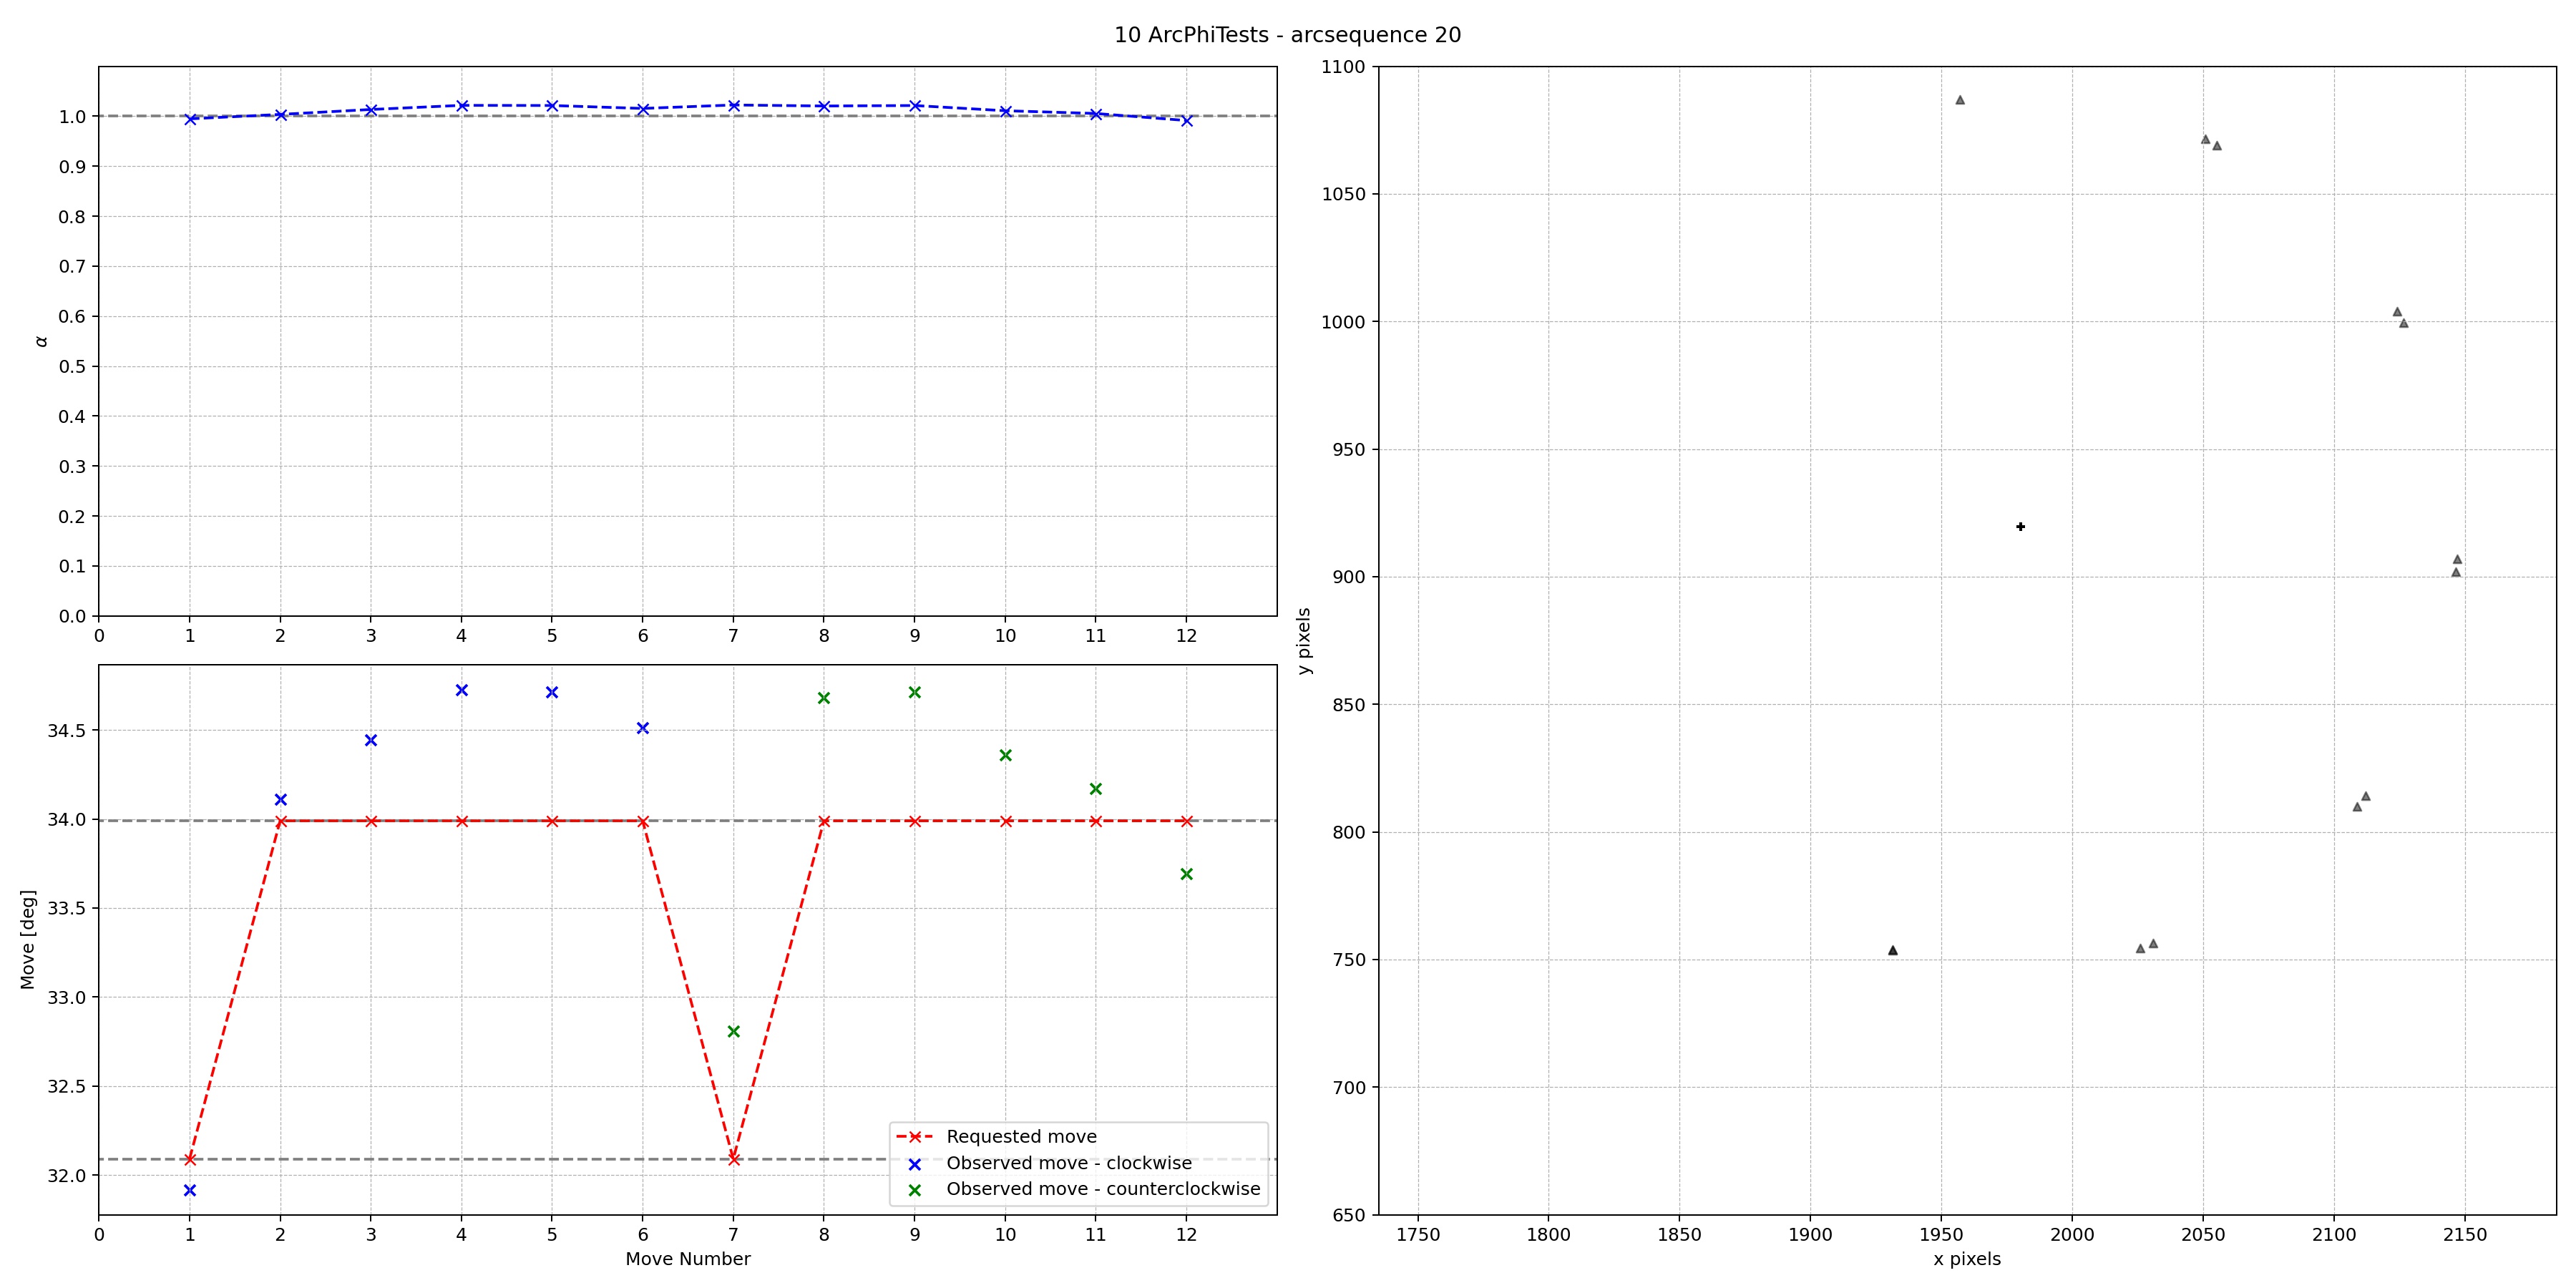 10 ArcPhiTests - arcsequence 20
1.0
0.9
0.8
0.7
0.6
0.5
0.4
0.3
0.2
0.1
0.0
α
0 1 2 3 4 5 6 7 8 9 10 11 12
34.5
34.0
33.5
33.0
32.5
32.0
Move [deg]
0 1 2 3 4 5 6 7 8 9 10 11 12
Move Number
Requested move
Observed move - clockwise
Observed move - counterclockwise
1100
1050
1000
950
900
850
800
750
700
650
y pixels
1750 1800 1850 1900 1950 2000 2050 2100 2150
x pixels